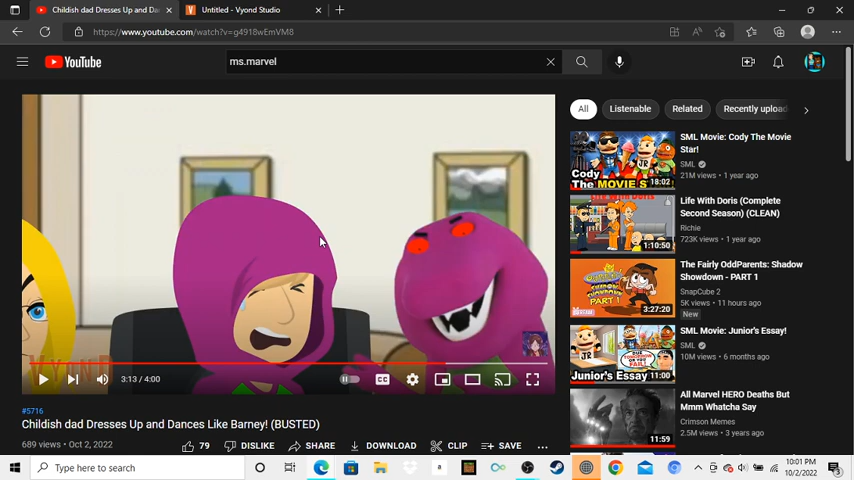 Childish dad Dresses Up and Dan
Untitled - Vyond Studio
https://www.youtube.com/watch?v=g4918wEmVM8
YouTube
ms.marvel
All
Listenable
Related
Recently upload
SML Movie: Cody The Movie
Star!
SML
21M views • 1 year ago
Cody
The MOVIE S
18:02
Life With Doris (Complete
Second Season) (CLEAN)
Richie
723K views • 1 year ago
1:10:50
The Fairly OddParents: Shadow
Showdown - PART 1
SnapCube 2
5K views • 11 hours ago
New
PART 1
3:27:20
SML Movie: Junior's Essay!
SML
10M views • 6 months ago
JR
Junior's Essay
11:00
All Marvel HERO Deaths But
Mmm Whatcha Say
Crimson Memes
2.5M views • 3 years ago
11:59
VYOND
3:13 / 4:00
CC
#5716
Childish dad Dresses Up and Dances Like Barney! (BUSTED)
689 views • Oct 2, 2022
79
DISLIKE
SHARE
DOWNLOAD
CLIP
SAVE
Type here to search
10:01 PM
10/2/2022